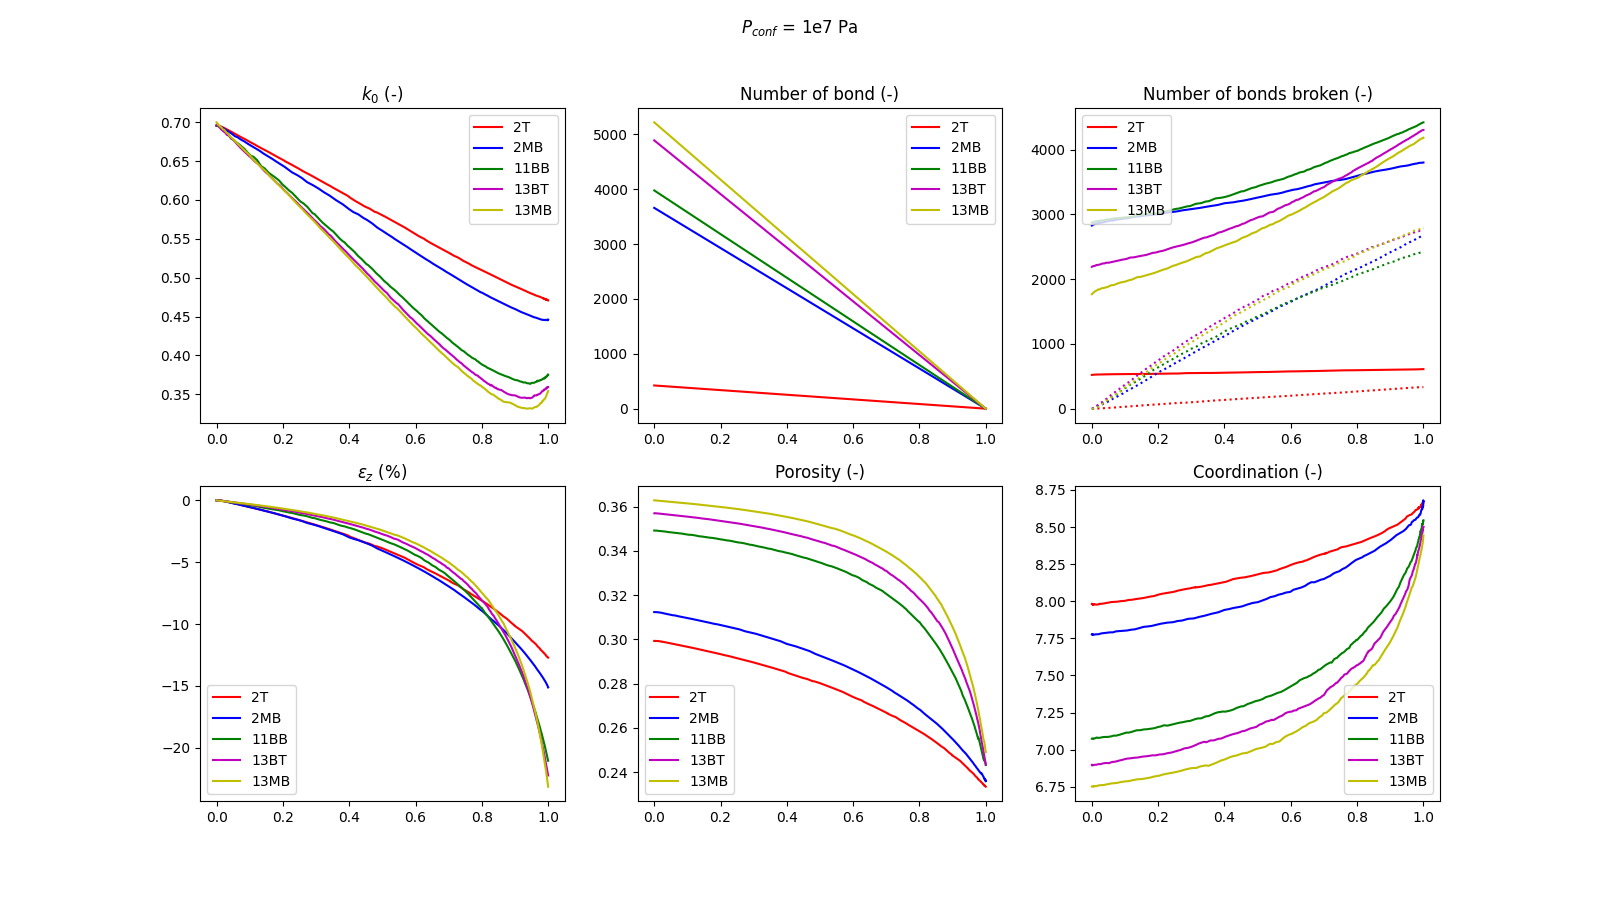 P_conf = 1e7 Pa
k_0 (-)
0.70
0.65
0.60
0.55
0.50
0.45
0.40
0.35
0.0 0.2 0.4 0.6 0.8 1.0
2T
2MB
11BB
13BT
13MB
Number of bond (-)
5000
4000
3000
2000
1000
0
0.0 0.2 0.4 0.6 0.8 1.0
2T
2MB
11BB
13BT
13MB
Number of bonds broken (-)
4000
3000
2000
1000
0
0.0 0.2 0.4 0.6 0.8 1.0
2T
2MB
11BB
13BT
13MB
ε_z (%)
0
−5
−10
−15
−20
0.0 0.2 0.4 0.6 0.8 1.0
2T
2MB
11BB
13BT
13MB
Porosity (-)
0.36
0.34
0.32
0.30
0.28
0.26
0.24
0.0 0.2 0.4 0.6 0.8 1.0
2T
2MB
11BB
13BT
13MB
Coordination (-)
8.75
8.50
8.25
8.00
7.75
7.50
7.25
7.00
6.75
0.0 0.2 0.4 0.6 0.8 1.0
2T
2MB
11BB
13BT
13MB